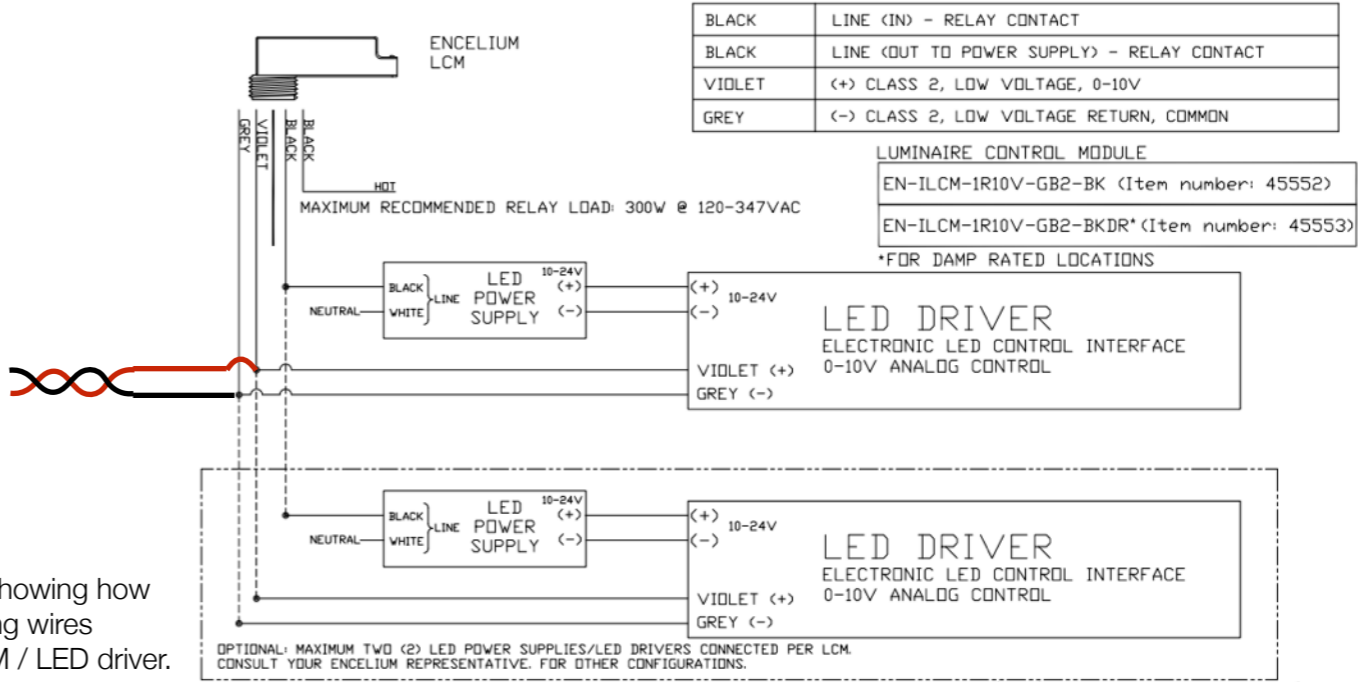 ENCELIUM
LCM
BLACK LINE (IN) - RELAY CONTACT
BLACK LINE (OUT TO POWER SUPPLY) - RELAY CONTACT
VIOLET (+) CLASS 2, LOW VOLTAGE, 0-10V
GREY (-) CLASS 2, LOW VOLTAGE RETURN, COMMON
GREY
VIOLET
BLACK
BLACK
HOT
MAXIMUM RECOMMENDED RELAY LOAD: 300W @ 120-347VAC
LUMINAIRE CONTROL MODULE
EN-ILCM-1R10V-GB2-BK (Item number: 45552)
EN-ILCM-1R10V-GB2-BKDR* (Item number: 45553)
*FOR DAMP RATED LOCATIONS
BLACK
NEUTRAL
WHITE
LINE
LED
POWER
SUPPLY
10-24V
(+)
(-)
(+)
(-)
10-24V
LED DRIVER
ELECTRONIC LED CONTROL INTERFACE
0-10V ANALOG CONTROL
VIOLET (+)
GREY (-)
BLACK
NEUTRAL
WHITE
LINE
LED
POWER
SUPPLY
10-24V
(+)
(-)
(+)
(-)
10-24V
LED DRIVER
ELECTRONIC LED CONTROL INTERFACE
0-10V ANALOG CONTROL
VIOLET (+)
GREY (-)
howing how
g wires
M / LED driver.
OPTIONAL: MAXIMUM TWO (2) LED POWER SUPPLIES/LED DRIVERS CONNECTED PER LCM.
CONSULT YOUR ENCELIUM REPRESENTATIVE. FOR OTHER CONFIGURATIONS.